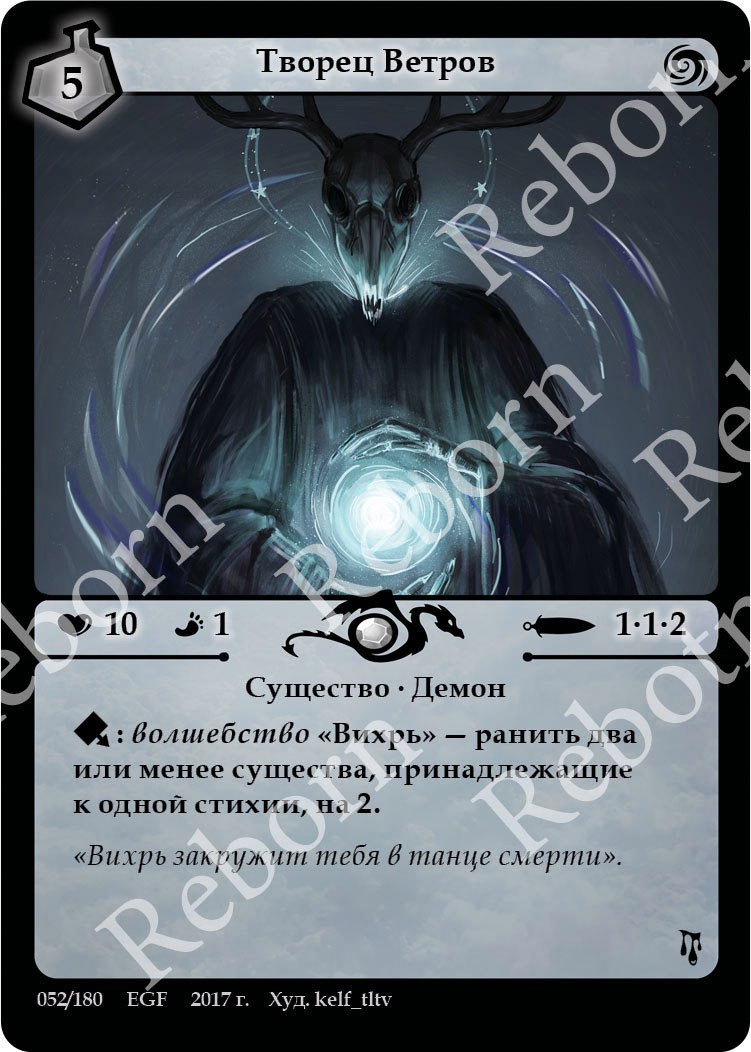 5
Творец Ветров
10
1
1·1·2
Существо · Демон
: волшебство «Вихрь» — ранить два
или менее существа, принадлежащие
к одной стихии, на 2.
«Вихрь закружит тебя в танце смерти».
052/180 EGF 2017 г. Худ. kelf_tltv
Reborn
Reborn
Reborn
Reborn
Reborn
Rebotn
Reborn